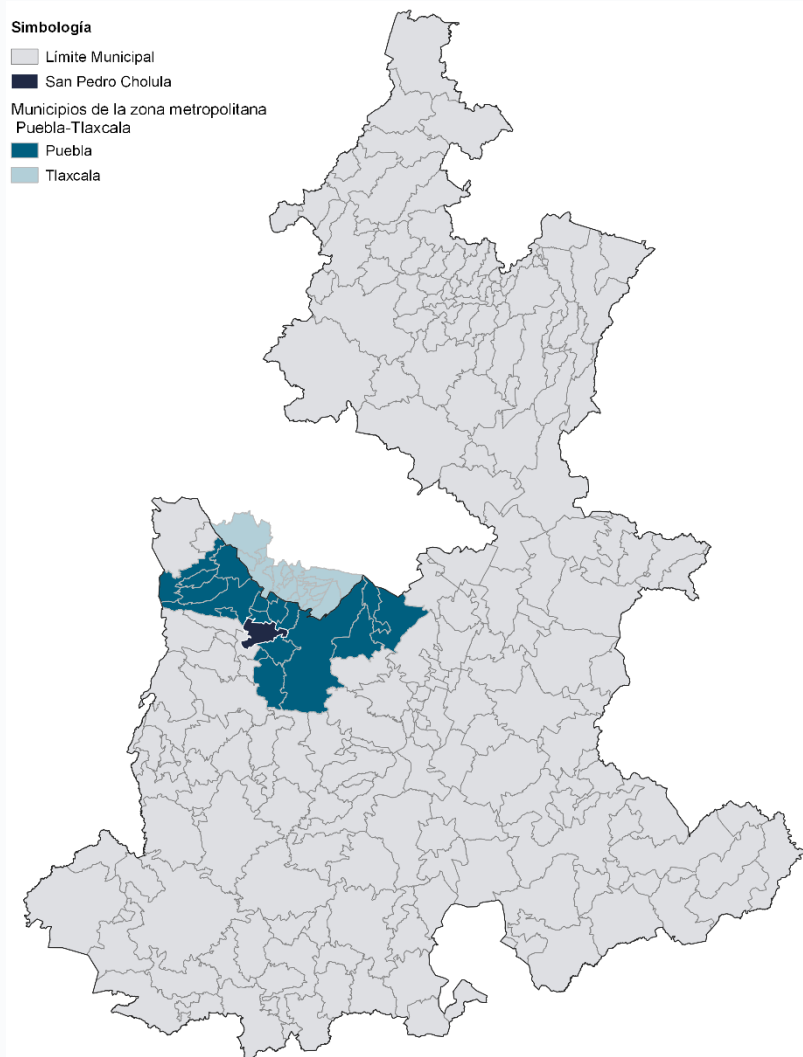 Simbología
Límite Municipal
San Pedro Cholula
Municipios de la zona metropolitana
Puebla-Tlaxcala
Puebla
Tlaxcala